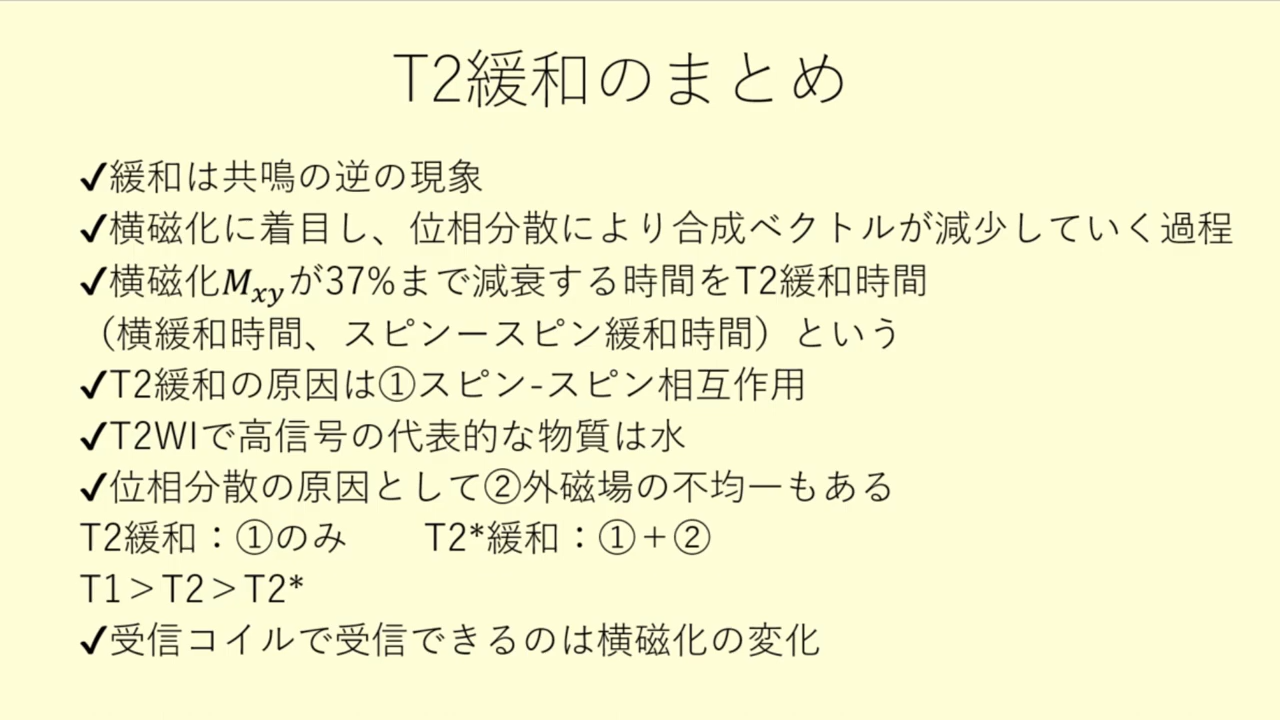 T2緩和のまとめ
✓緩和は共鳴の逆の現象
✓横磁化に着目し、位相分散により合成ベクトルが減少していく過程
✓横磁化Mxyが37%まで減衰する時間をT2緩和時間
（横緩和時間、スピンースピン緩和時間）という
✓T2緩和の原因は①スピン-スピン相互作用
✓T2WIで高信号の代表的な物質は水
✓位相分散の原因として②外磁場の不均一もある
T2緩和：①のみ　　T2*緩和：①＋②
T1＞T2＞T2*
✓受信コイルで受信できるのは横磁化の変化